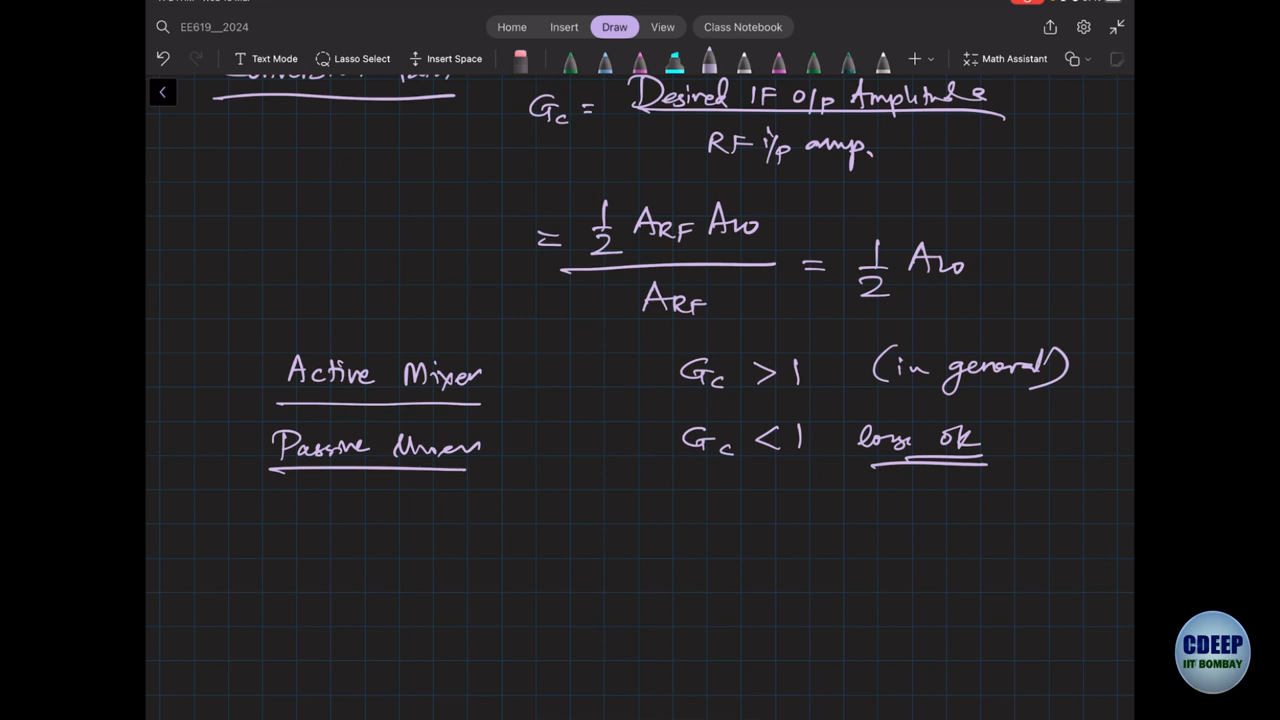 EE619__2024
Home Insert Draw View Class Notebook
Text Mode Lasso Select Insert Space Math Assistant
Gc = Desired IF o/p Amplitude
RF i/p amp.
= 1/2 ARF ALO / ARF = 1/2 ALO
Active Mixer Gc > 1 (in general)
Passive Mixer Gc < 1 loss ok
CDEEP
IIT BOMBAY